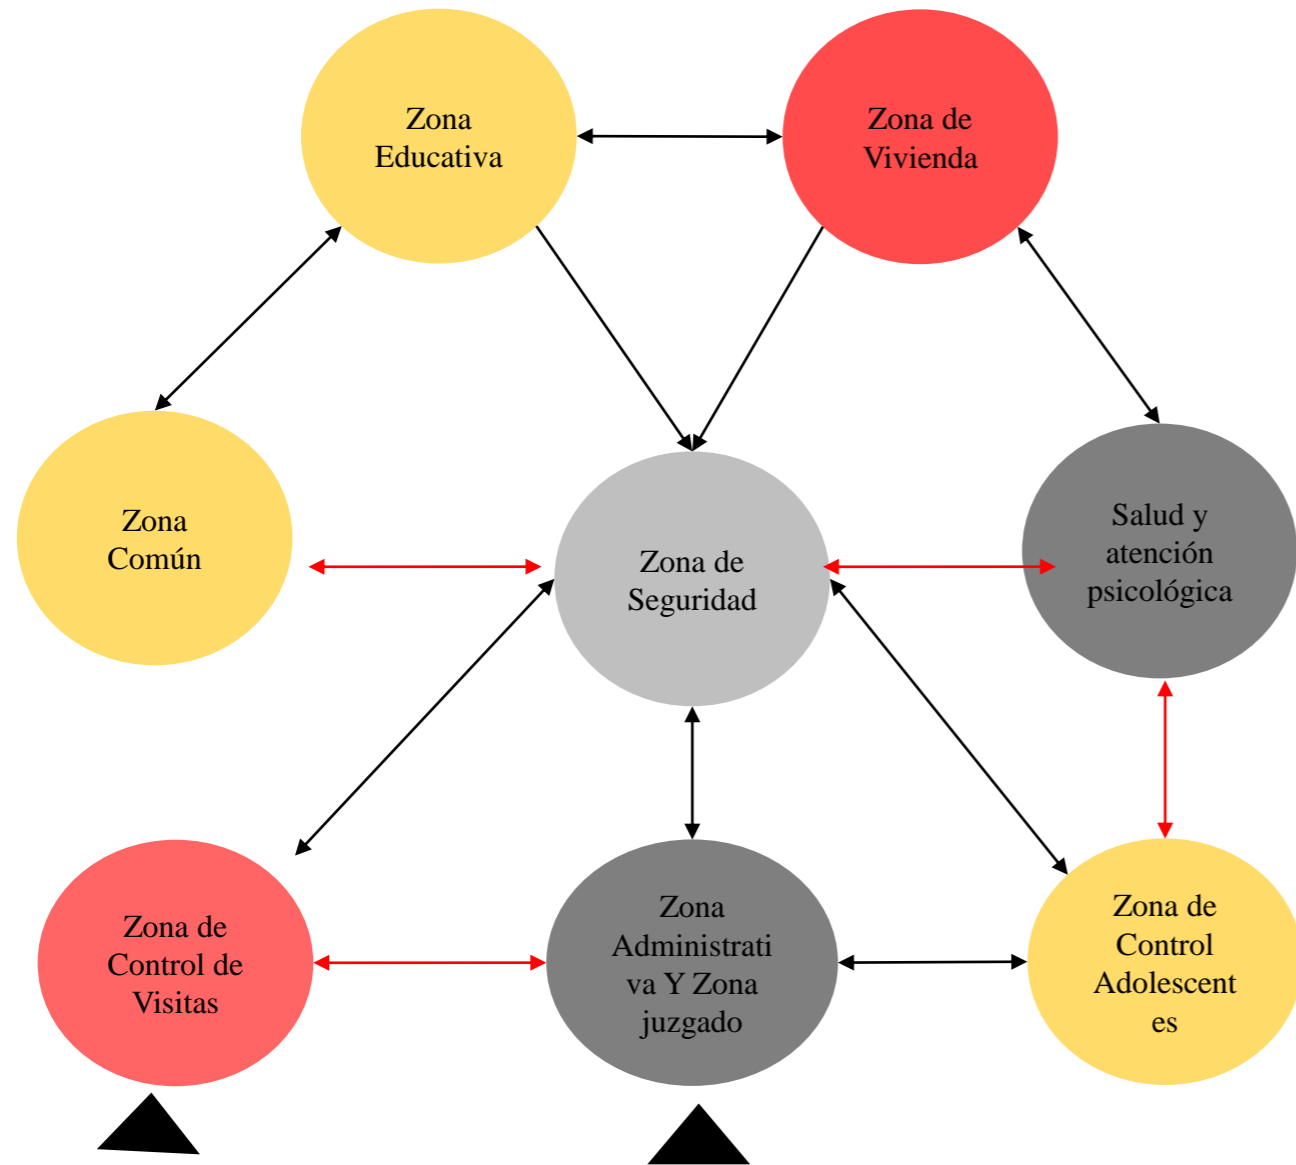 Zona
Educativa
Zona de
Vivienda
Zona
Común
Zona de
Seguridad
Salud y
atención
psicológica
Zona de
Control de
Visitas
Zona
Administrati
va Y Zona
juzgado
Zona de
Control
Adolescent
es